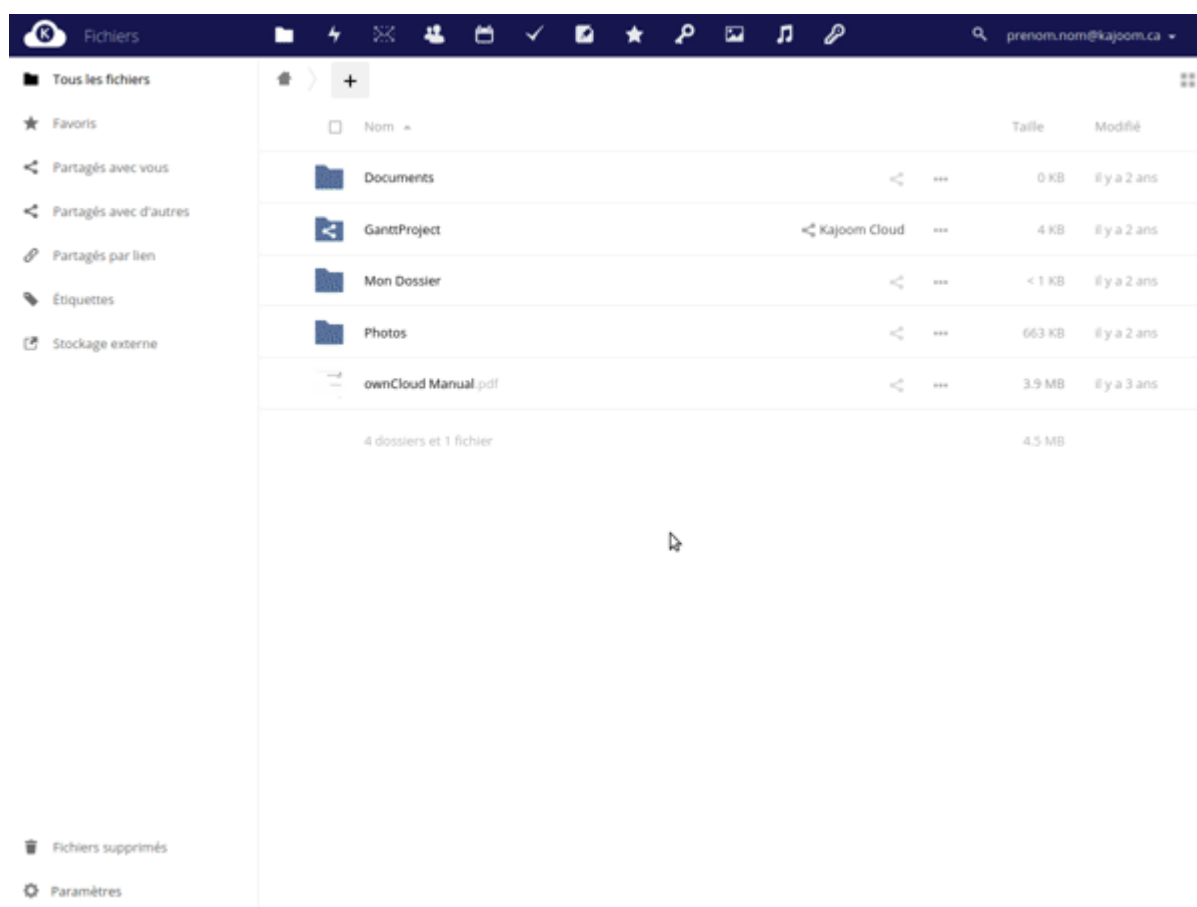 K Fichiers prenom.nom@kajoom.ca
Tous les fichiers
Favoris
Partagés avec vous
Partagés avec d'autres
Partagés par lien
Étiquettes
Stockage externe
Fichiers supprimés
Paramètres
+
Nom Taille Modifié
Documents ... 0 KB il y a 2 ans
GanttProject Kajoom Cloud ... 4 KB il y a 2 ans
Mon Dossier ... < 1 KB il y a 2 ans
Photos ... 663 KB il y a 2 ans
ownCloud Manual.pdf ... 3.9 MB il y a 3 ans
4 dossiers et 1 fichier 4.5 MB